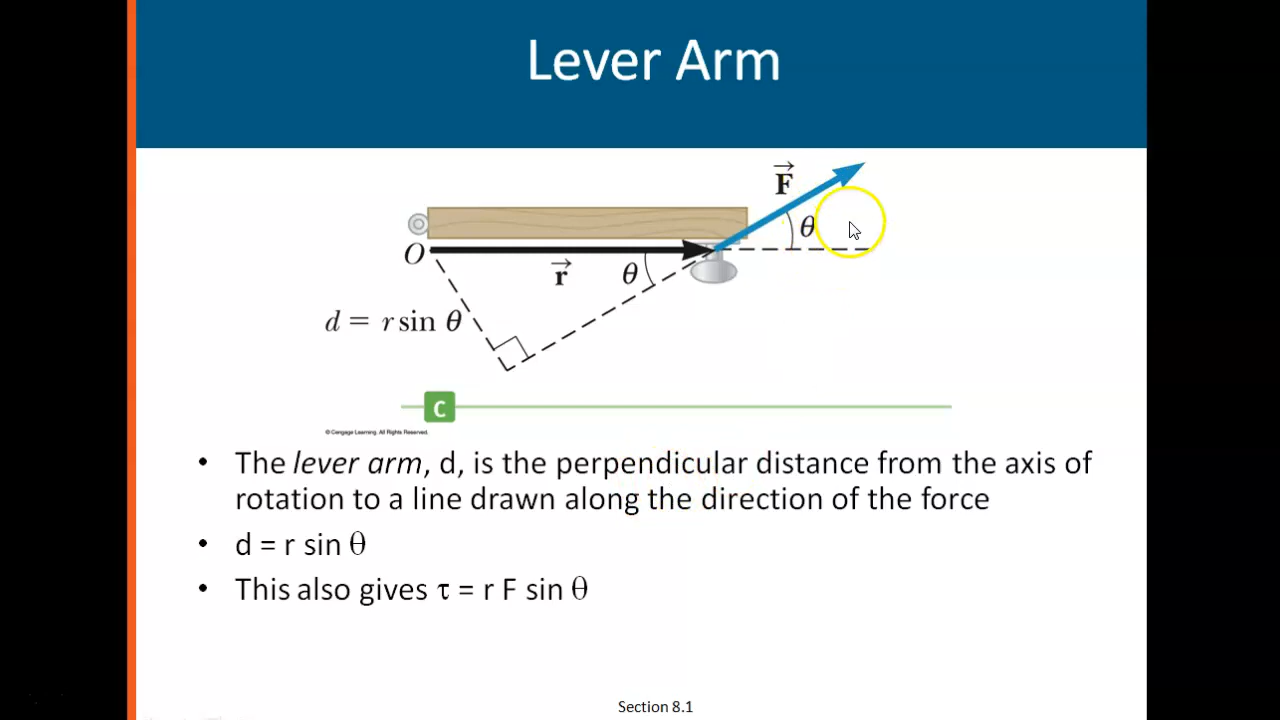 Lever Arm
F
θ
O
r
θ
d = r sin θ
C
© Cengage Learning. All Rights Reserved.
• The lever arm, d, is the perpendicular distance from the axis of
rotation to a line drawn along the direction of the force
• d = r sin θ
• This also gives τ = r F sin θ
Section 8.1